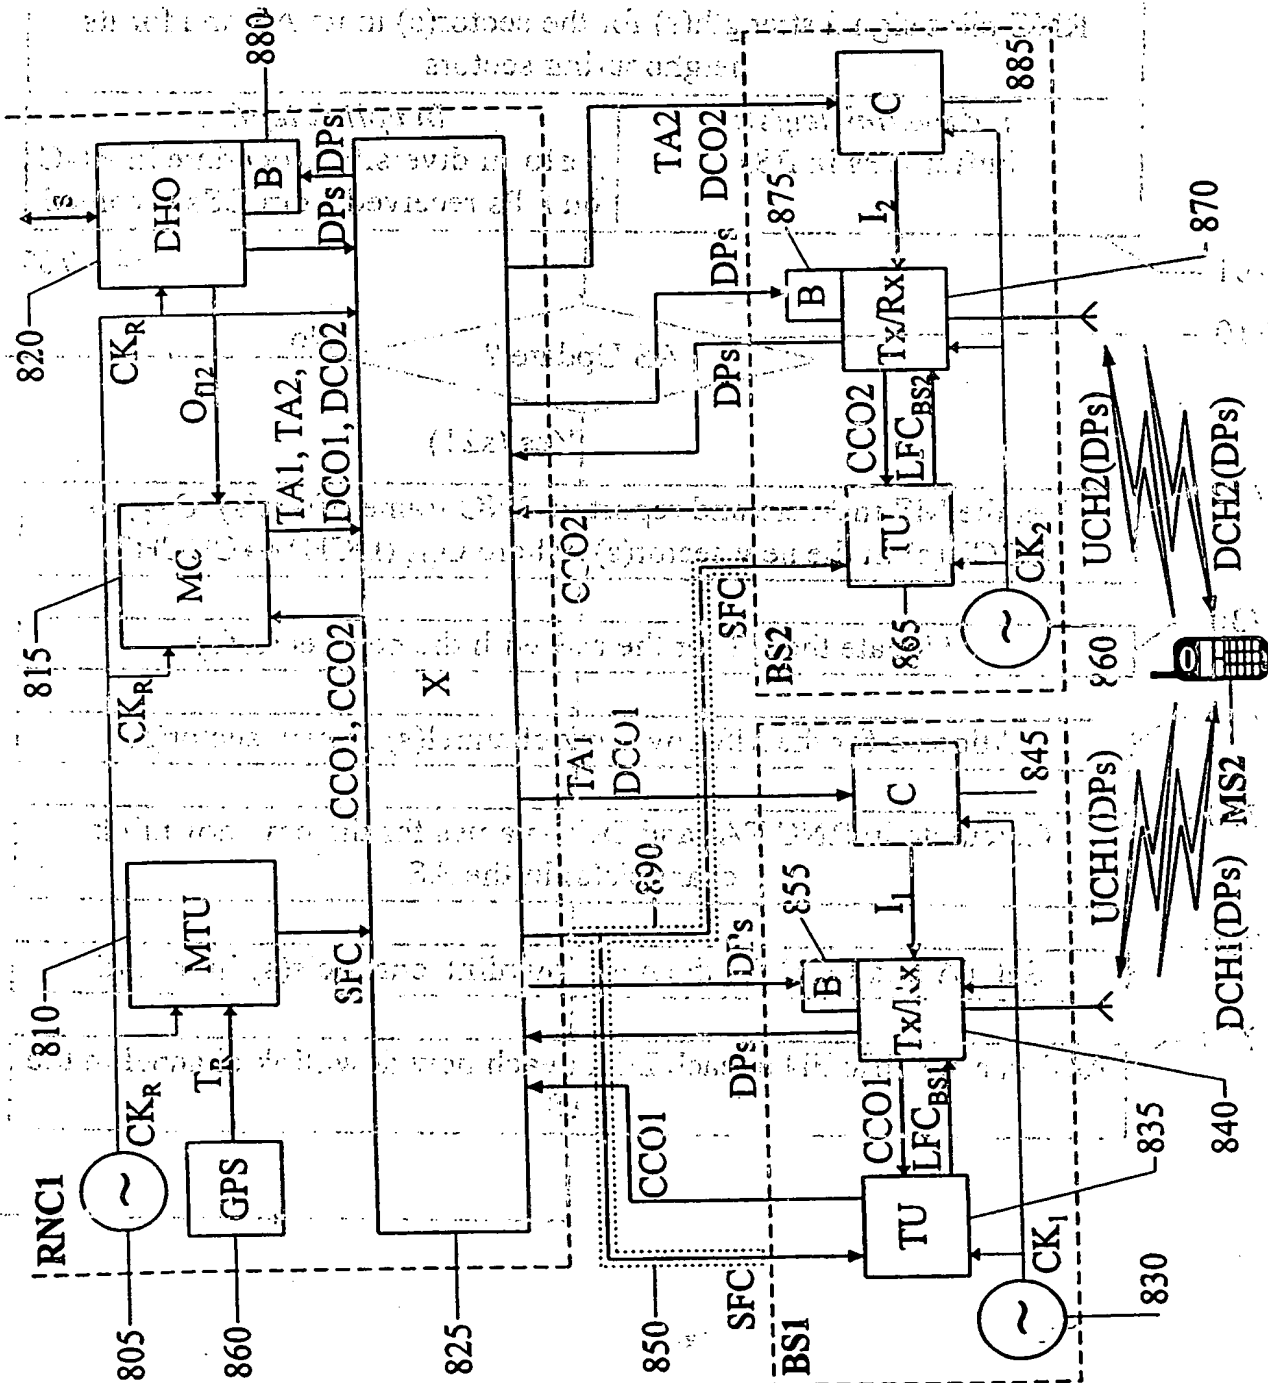 RNC1
805
860
825
810
815
820
880
CK_R
GPS
T_R
MTU
SFC
CK_R
MC
CCO1, CCO2
TA1, TA2,
DCO1, DCO2
O_fl2
CK_R
DHO
s
B
DPs
DPs
X
850
SFC
CCO1
DPs
DPs
890
TA1
DCO1
CCO2
SFC
DPs
DPs
TA2
DCO2
BS1
TU
CCO1
LFC_BS1
Tx/Rx
B
855
I_1
C
845
CK_1
830
835
840
BS2
TU
865
CCO2
LFC_BS2
Tx/Rx
B
875
I_2
C
885
CK_2
860
870
UCH1(DPs)
DCH1(DPs)
MS2
UCH2(DPs)
DCH2(DPs)